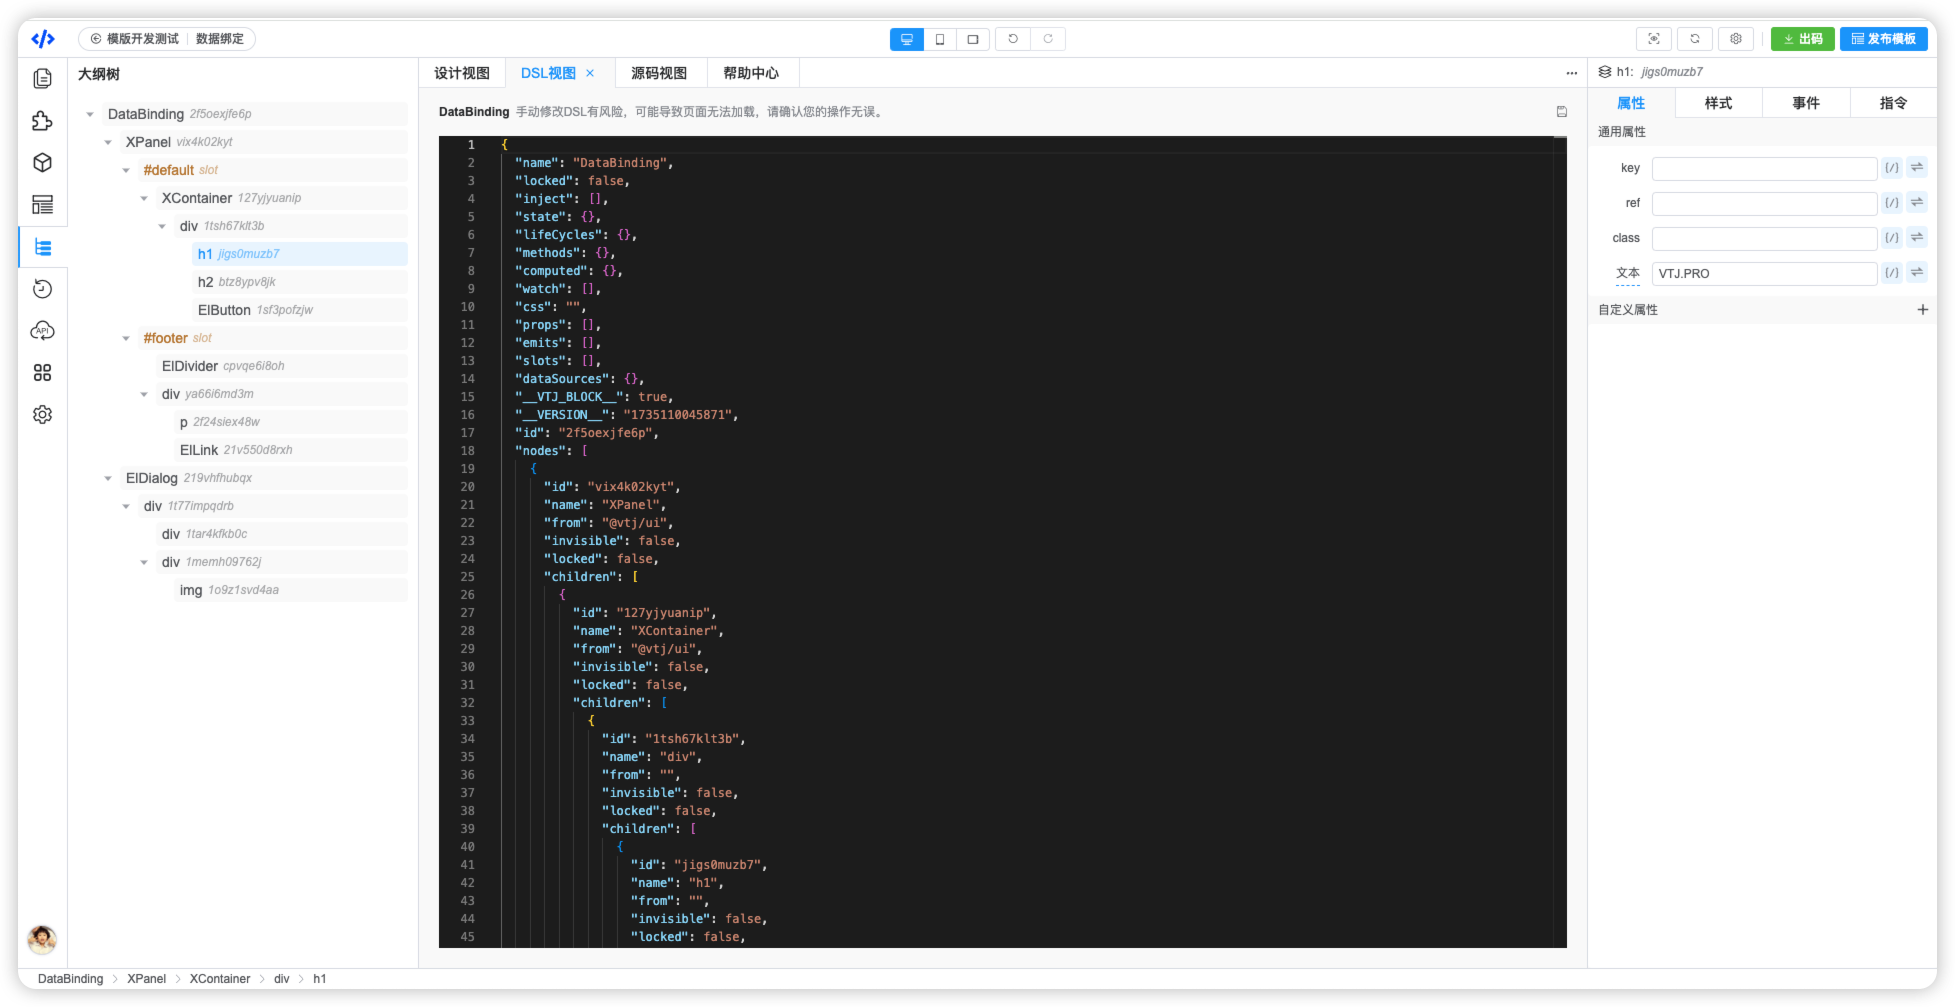 模版开发测试 数据绑定
出码
发布模板
大纲树
DataBinding 2f5oexjfe6p
XPanel vix4k02kyt
#default slot
XContainer 127yjyuanip
div 1tsh67klt3b
h1 jigs0muzb7
h2 btz8ypv8jk
ElButton 1sf3pofzjw
#footer slot
ElDivider cpvqe6i8oh
div ya66i6md3m
p 2f24siex48w
ElLink 21v550d8rxh
ElDialog 219vhfhubqx
div 1t77impqdrb
div 1tar4kfkb0c
div 1memh09762j
img 1o9z1svd4aa
API
设计视图 DSL视图 × 源码视图 帮助中心
DataBinding 手动修改DSL有风险，可能导致页面无法加载，请确认您的操作无误。
1 {
2 "name": "DataBinding",
3 "locked": false,
4 "inject": [],
5 "state": {},
6 "lifeCycles": {},
7 "methods": {},
8 "computed": {},
9 "watch": [],
10 "css": "",
11 "props": [],
12 "emits": [],
13 "slots": [],
14 "dataSources": {},
15 "__VTJ_BLOCK__": true,
16 "__VERSION__": "1735110045871",
17 "id": "2f5oexjfe6p",
18 "nodes": [
19 {
20 "id": "vix4k02kyt",
21 "name": "XPanel",
22 "from": "@vtj/ui",
23 "invisible": false,
24 "locked": false,
25 "children": [
26 {
27 "id": "127yjyuanip",
28 "name": "XContainer",
29 "from": "@vtj/ui",
30 "invisible": false,
31 "locked": false,
32 "children": [
33 {
34 "id": "1tsh67klt3b",
35 "name": "div",
36 "from": "",
37 "invisible": false,
38 "locked": false,
39 "children": [
40 {
41 "id": "jigs0muzb7",
42 "name": "h1",
43 "from": "",
44 "invisible": false,
45 "locked": false,
h1: jigs0muzb7
属性 样式 事件 指令
通用属性
key {/}
ref {/}
class {/}
文本 VTJ.PRO {/}
自定义属性
DataBinding > XPanel > XContainer > div > h1